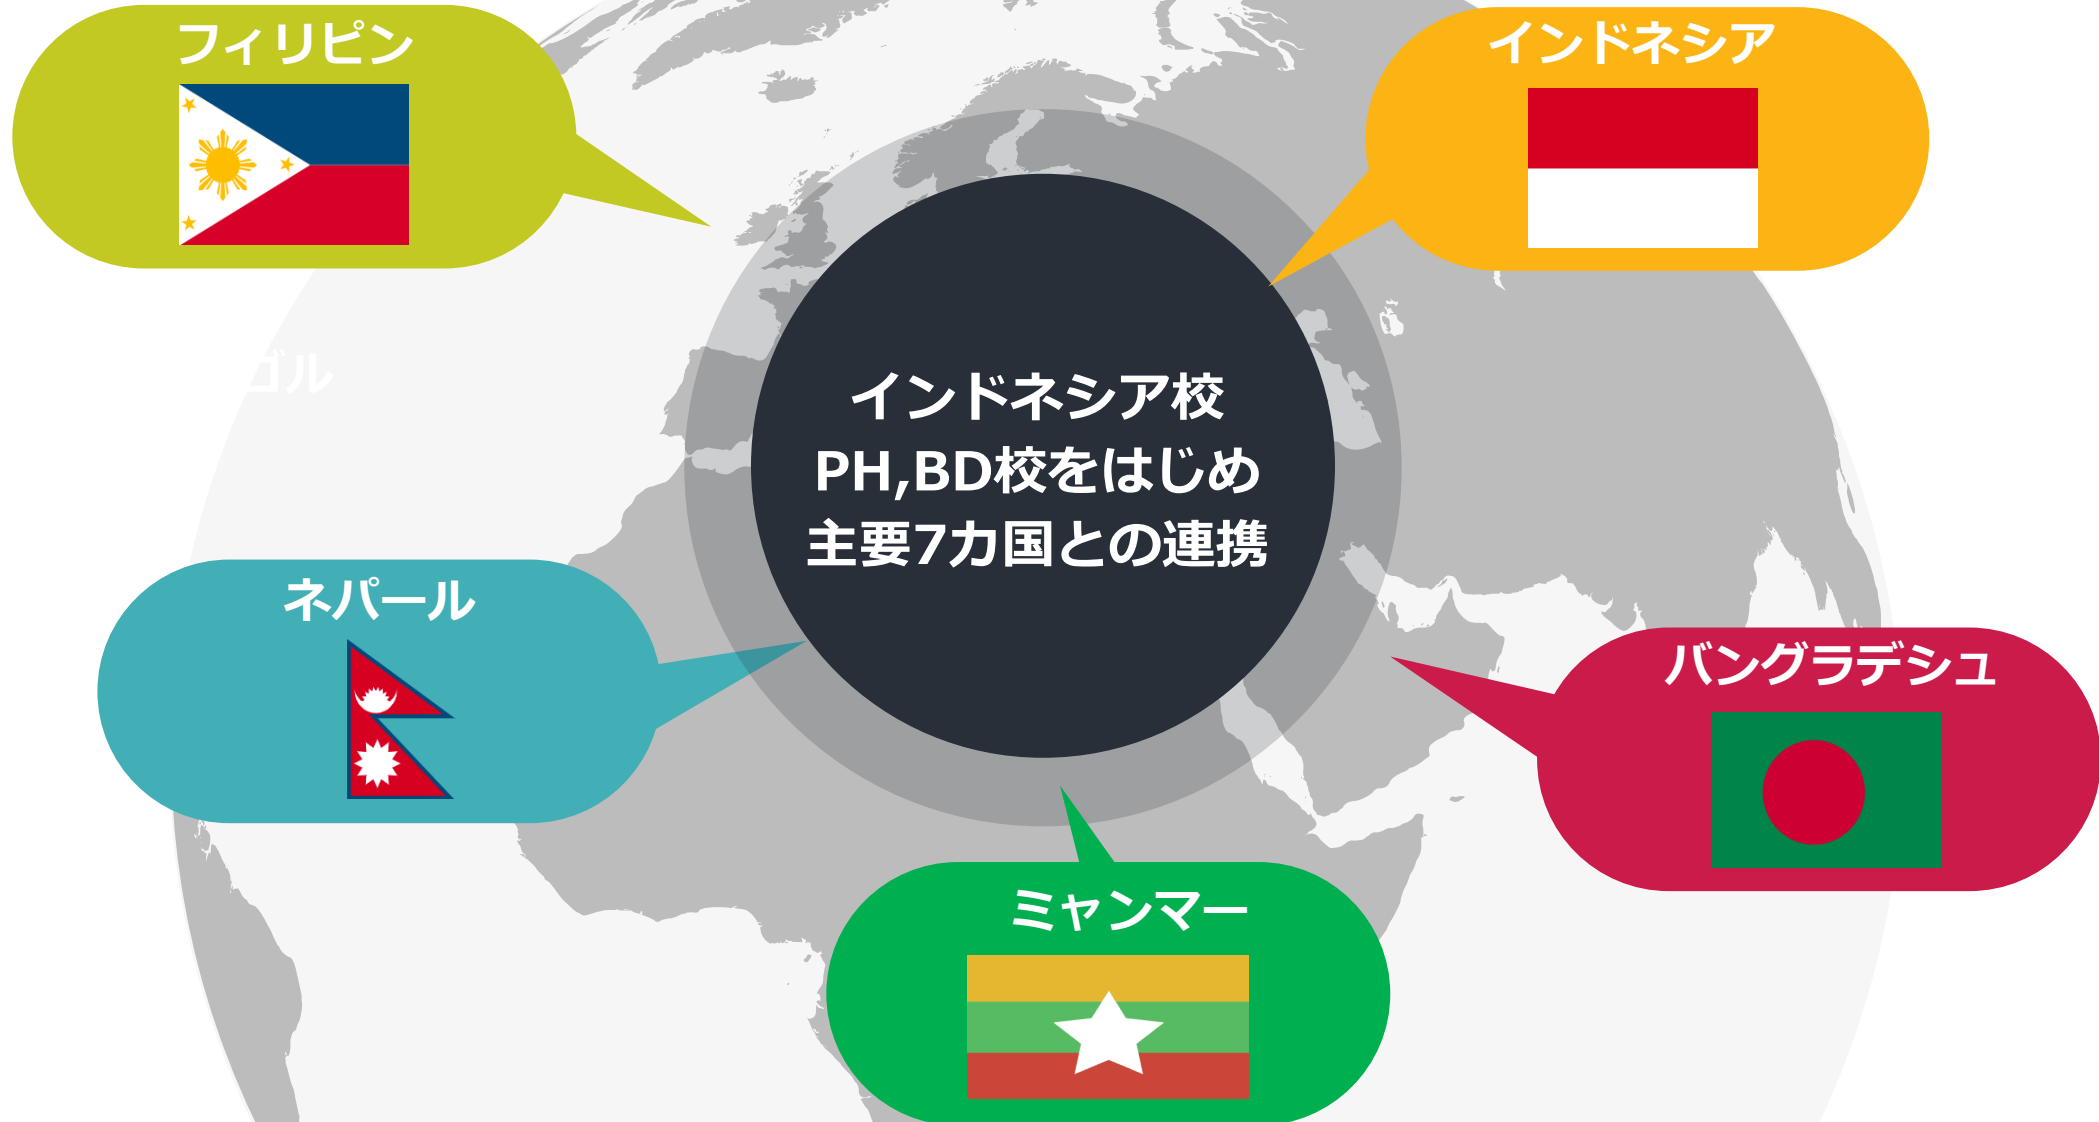 フィリピン
インドネシア
ゴル
インドネシア校
PH,BD校をはじめ
主要7カ国との連携
ネパール
バングラデシュ
ミャンマー